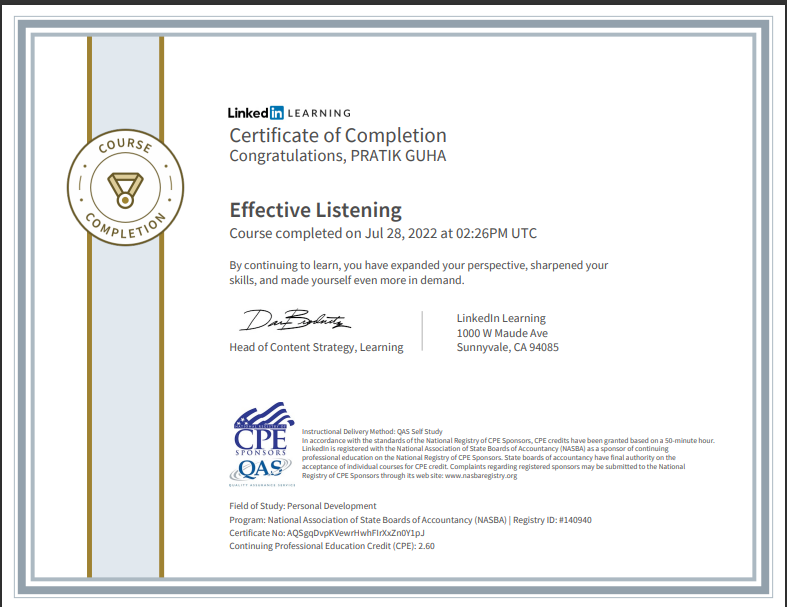 COURSE
COMPLETION
Linked in LEARNING
Certificate of Completion
Congratulations, PRATIK GUHA
Effective Listening
Course completed on Jul 28, 2022 at 02:26PM UTC
By continuing to learn, you have expanded your perspective, sharpened your
skills, and made yourself even more in demand.
Head of Content Strategy, Learning
LinkedIn Learning
1000 W Maude Ave
Sunnyvale, CA 94085
NATIONAL REGISTRY OF
CPE
SPONSORS
QAS
QUALITY ASSURANCE SERVICE
Instructional Delivery Method: QAS Self Study
In accordance with the standards of the National Registry of CPE Sponsors, CPE credits have been granted based on a 50-minute hour.
LinkedIn is registered with the National Association of State Boards of Accountancy (NASBA) as a sponsor of continuing
professional education on the National Registry of CPE Sponsors. State boards of accountancy have final authority on the
acceptance of individual courses for CPE credit. Complaints regarding registered sponsors may be submitted to the National
Registry of CPE Sponsors through its web site: www.nasbaregistry.org
Field of Study: Personal Development
Program: National Association of State Boards of Accountancy (NASBA) | Registry ID: #140940
Certificate No: AQSgqDvpKVewrHwhFIrXxZn0Y1pJ
Continuing Professional Education Credit (CPE): 2.60